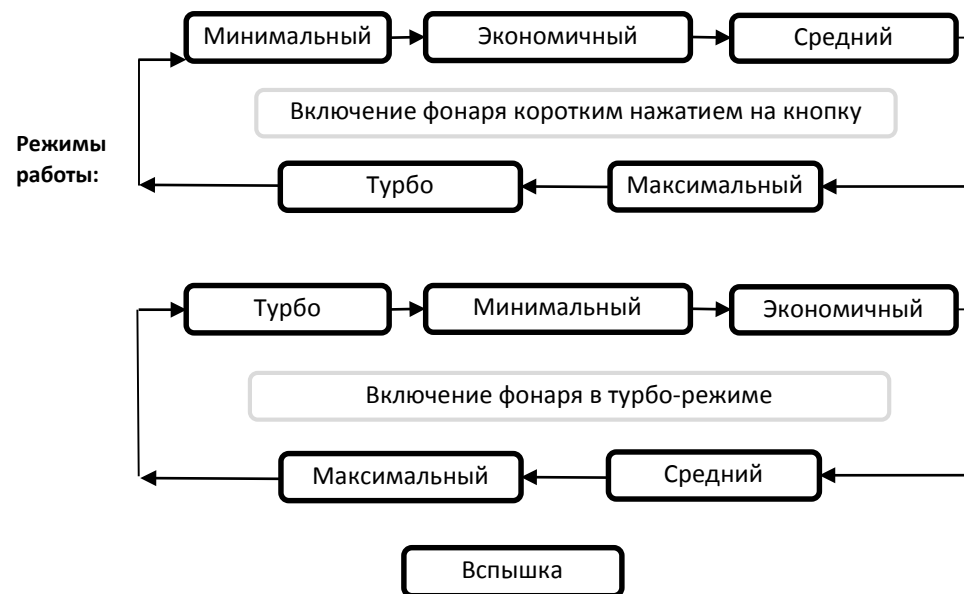 Минимальный
Экономичный
Средний
Включение фонаря коротким нажатием на кнопку
Режимы
работы:
Турбо
Максимальный
Турбо
Минимальный
Экономичный
Включение фонаря в турбо-режиме
Максимальный
Средний
Вспышка